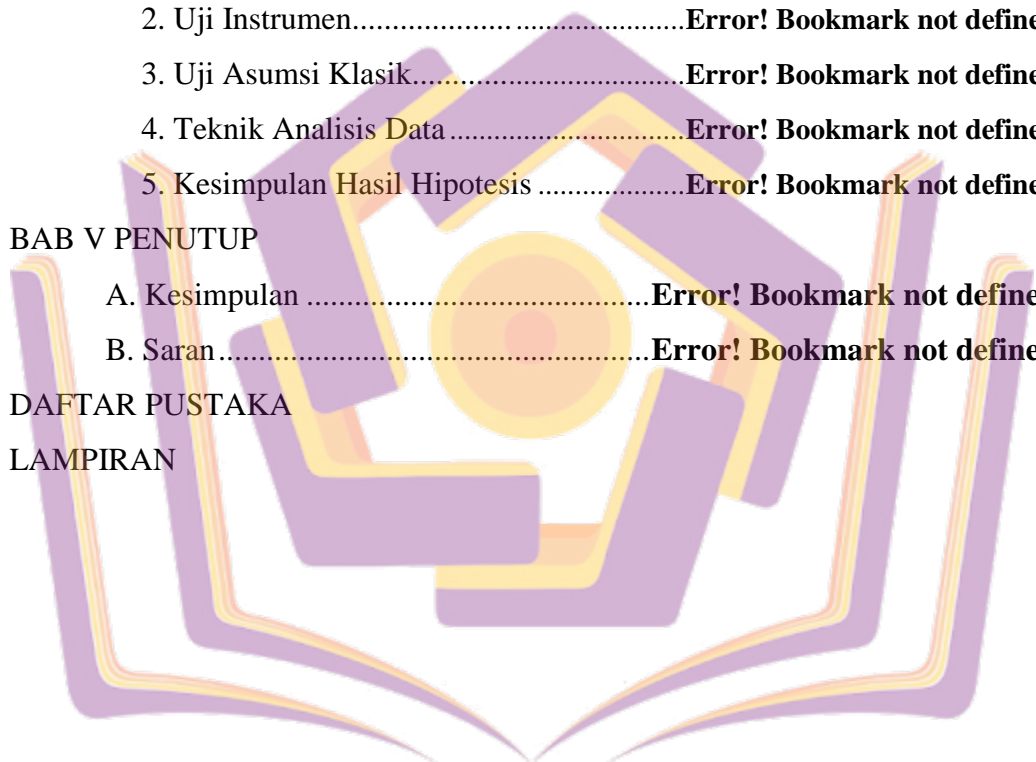 2. Uji Instrumen........................................Error! Bookmark not define
3. Uji Asumsi Klasik.................................Error! Bookmark not define
4. Teknik Analisis Data.............................Error! Bookmark not define
5. Kesimpulan Hasil Hipotesis ..................Error! Bookmark not define
BAB V PENUTUP
A. Kesimpulan ..........................................Error! Bookmark not define
B. Saran.....................................................Error! Bookmark not define
DAFTAR PUSTAKA
LAMPIRAN